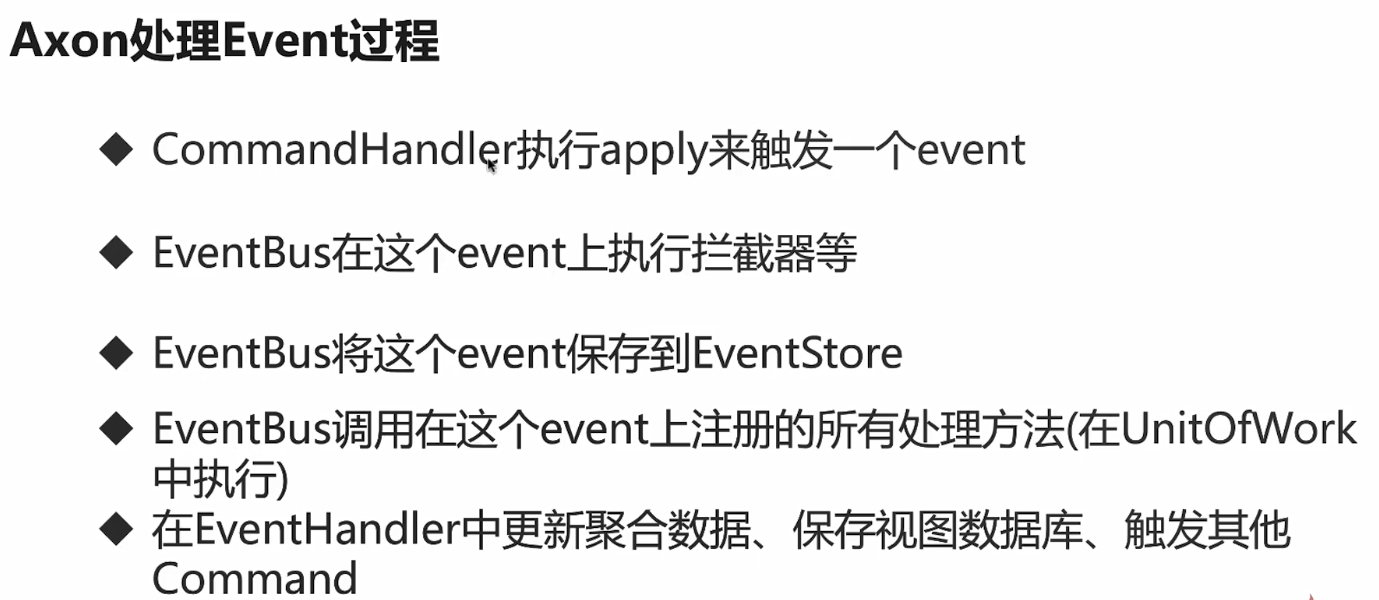 Axon处理Event过程
◆ CommandHandler执行apply来触发一个event
◆ EventBus在这个event上执行拦截器等
◆ EventBus将这个event保存到EventStore
◆ EventBus调用在这个event上注册的所有处理方法(在UnitOfWork
中执行)
◆ 在EventHandler中更新聚合数据、保存视图数据库、触发其他
Command